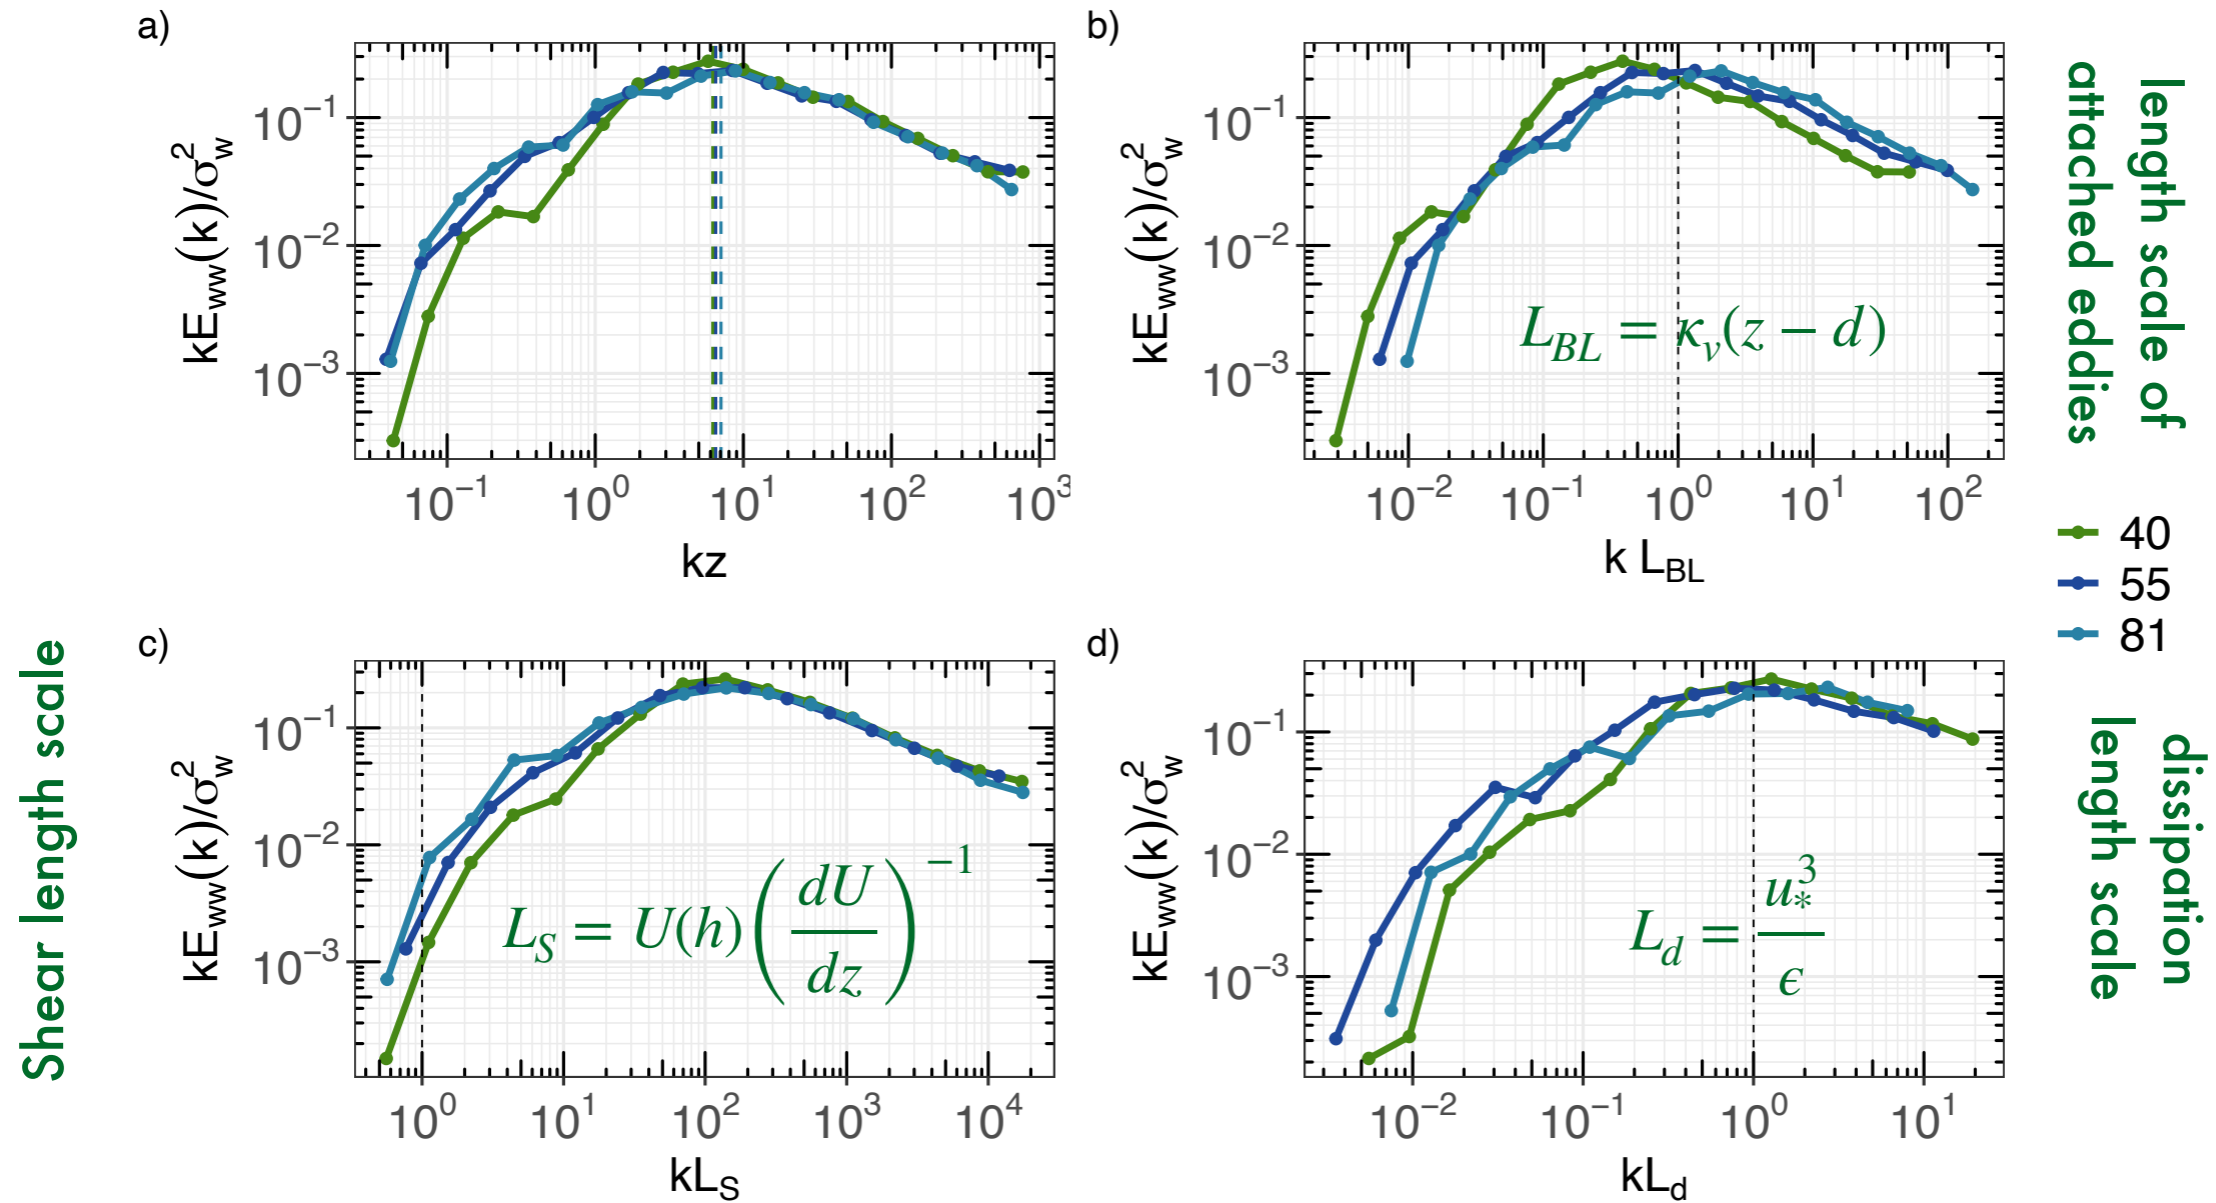 a)
kE_ww(k)/σ_w^2
10^−1
10^−2
10^−3
10^−1 10^0 10^1 10^2 10^3
kz
b)
kE_ww(k)/σ_w^2
10^−1
10^−2
10^−3
L_BL = κ_v(z − d)
10^−2 10^−1 10^0 10^1 10^2
k L_BL
length scale of
attached eddies
40
55
81
Shear length scale
c)
kE_ww(k)/σ_w^2
10^−1
10^−2
10^−3
L_S = U(h)(dU/dz)^−1
10^0 10^1 10^2 10^3 10^4
kL_S
d)
kE_ww(k)/σ_w^2
10^−1
10^−2
10^−3
L_d = u_*^3/ϵ
10^−2 10^−1 10^0 10^1
kL_d
dissipation
length scale